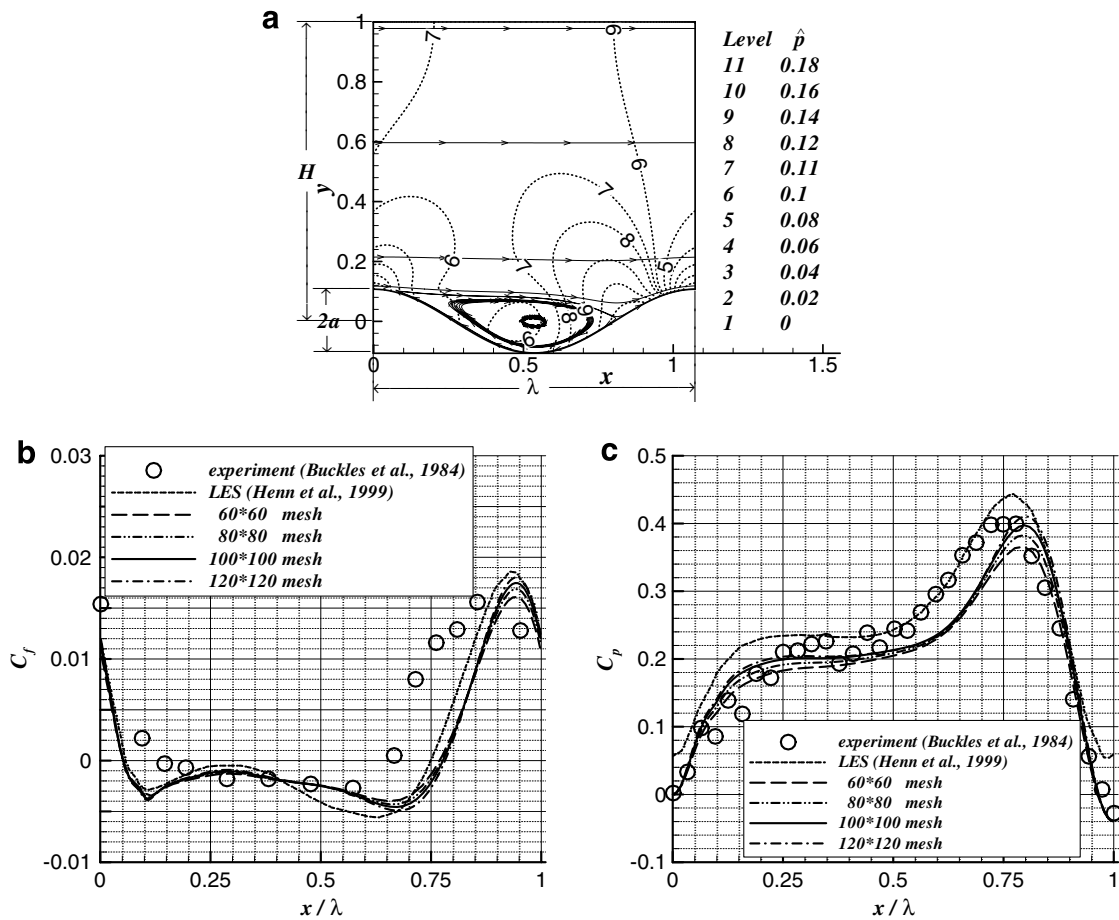 a
1
0.8
0.6
0.4
0.2
0
H
y
2a
7
9
6
7
8
6
7
5
8
6
6
0
0.5
1
1.5
λ
x
Level p̂
11 0.18
10 0.16
9 0.14
8 0.12
7 0.11
6 0.1
5 0.08
4 0.06
3 0.04
2 0.02
1 0
b
0.03
0.02
0.01
0
-0.01
C_f
experiment (Buckles et al., 1984)
LES (Henn et al., 1999)
60*60 mesh
80*80 mesh
100*100 mesh
120*120 mesh
0 0.25 0.5 0.75 1
x / λ
c
0.5
0.4
0.3
0.2
0.1
0
-0.1
C_p
experiment (Buckles et al., 1984)
LES (Henn et al., 1999)
60*60 mesh
80*80 mesh
100*100 mesh
120*120 mesh
0 0.25 0.5 0.75 1
x / λ